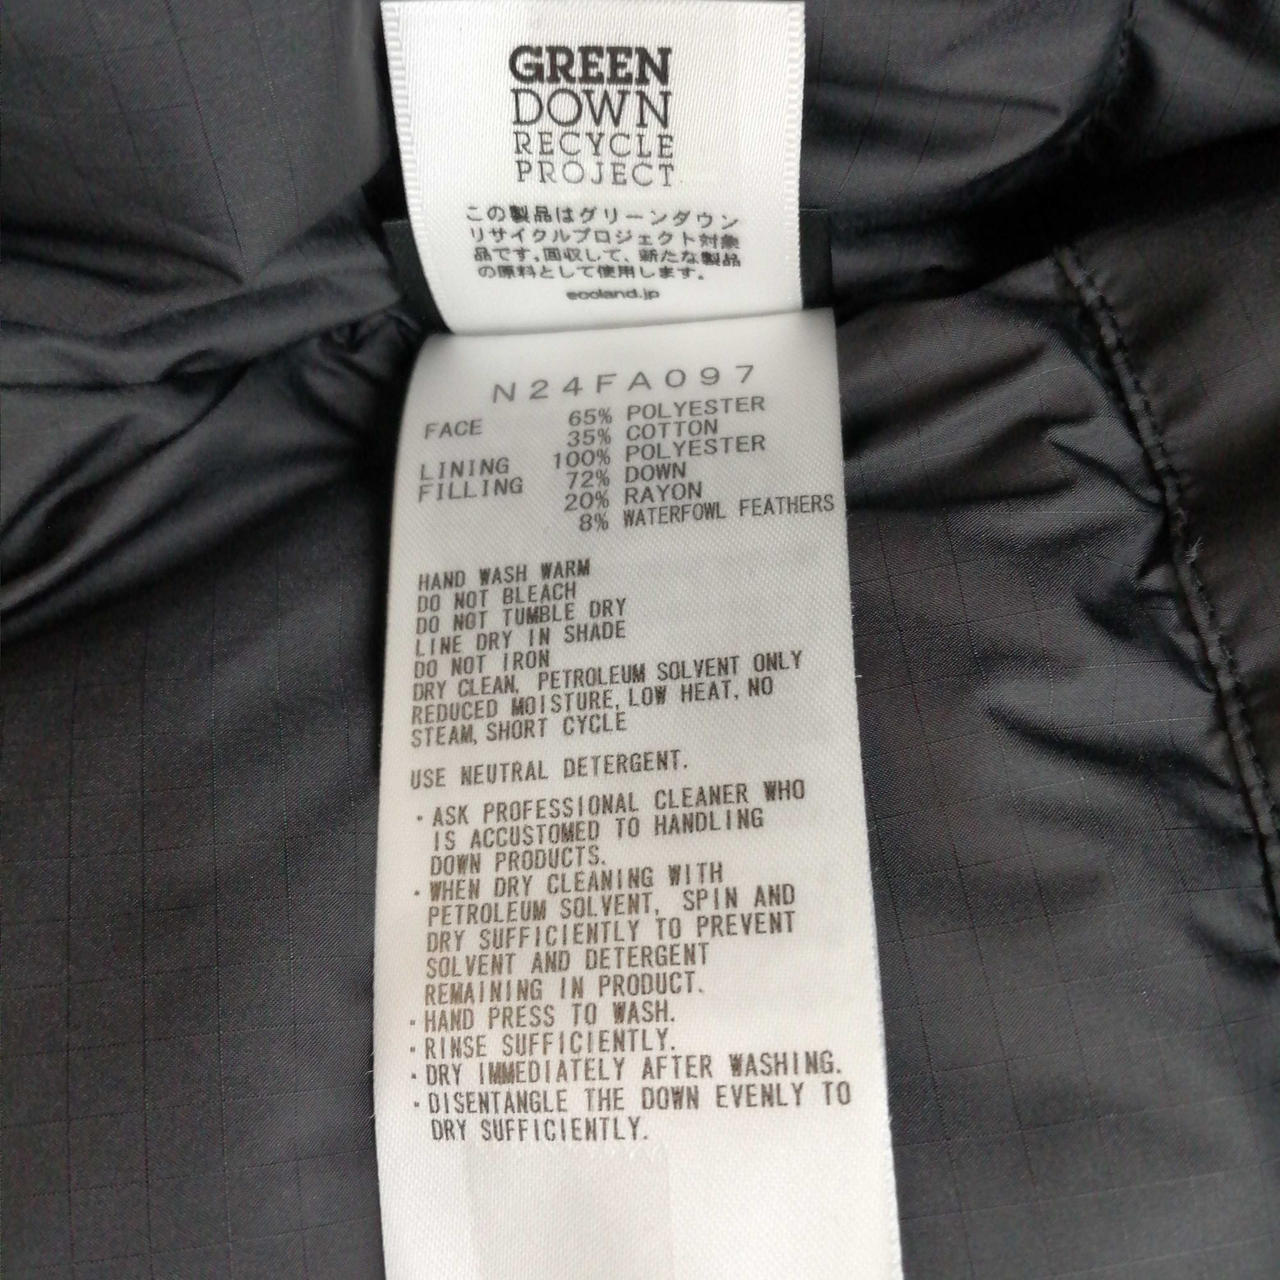 GREEN
DOWN
RECYCLE
PROJECT
この製品はグリーンダウン
リサイクルプロジェクト対象
品です。回収して、新たな製品
の原料として使用します。
ecoland.jp
N24FA097
FACE 65% POLYESTER
35% COTTON
LINING 100% POLYESTER
FILLING 72% DOWN
20% RAYON
8% WATERFOWL FEATHERS
HAND WASH WARM
DO NOT BLEACH
DO NOT TUMBLE DRY
LINE DRY IN SHADE
DO NOT IRON
DRY CLEAN, PETROLEUM SOLVENT ONLY
REDUCED MOISTURE, LOW HEAT, NO
STEAM, SHORT CYCLE
USE NEUTRAL DETERGENT.
・ASK PROFESSIONAL CLEANER WHO
IS ACCUSTOMED TO HANDLING
DOWN PRODUCTS.
・WHEN DRY CLEANING WITH
PETROLEUM SOLVENT, SPIN AND
DRY SUFFICIENTLY TO PREVENT
SOLVENT AND DETERGENT
REMAINING IN PRODUCT.
・HAND PRESS TO WASH.
・RINSE SUFFICIENTLY.
・DRY IMMEDIATELY AFTER WASHING.
・DISENTANGLE THE DOWN EVENLY TO
DRY SUFFICIENTLY.